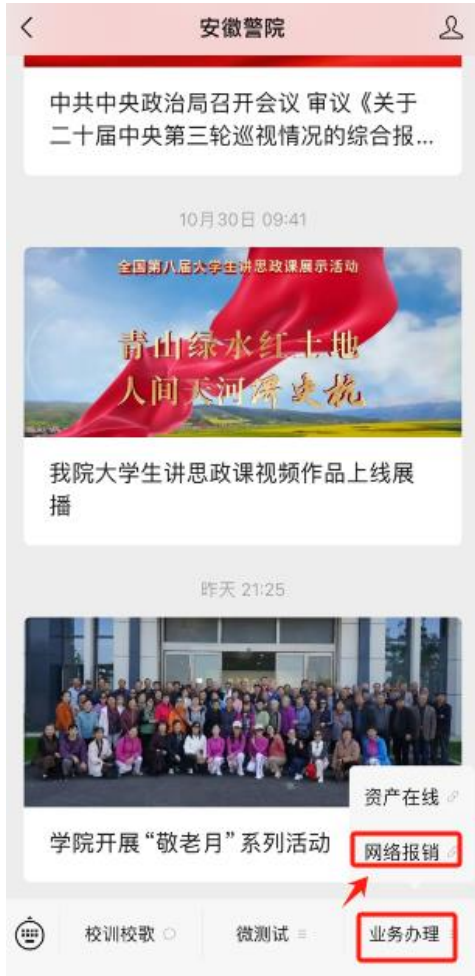 安徽警院
中共中央政治局召开会议 审议《关于
二十届中央第三轮巡视情况的综合报...
10月30日 09:41
全国第八届大学生讲思政课展示活动
青山绿水红土地
人间天河淠史杭
我院大学生讲思政课视频作品上线展
播
昨天 21:25
资产在线
学院开展“敬老月”系列活动
网络报销
校训校歌
微测试
业务办理